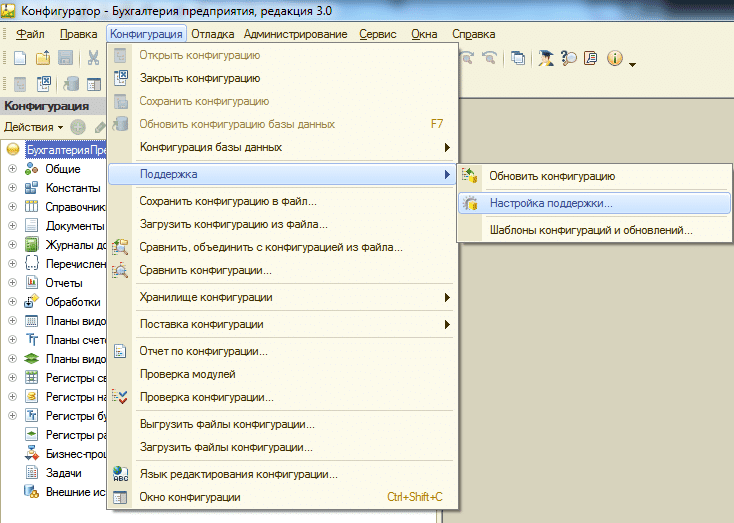 Конфигуратор - Бухгалтерия предприятия, редакция 3.0
Файл Правка Конфигурация Отладка Администрирование Сервис Окна Справка
Конфигурация
Действия
БухгалтерияПре
Общие
Константы
Справочник
Документы
Журналы до
Перечислен
Отчеты
Обработки
Планы видо
Планы счето
Планы видо
Регистры св
Регистры на
Регистры бу
Регистры ра
Бизнес-проц
Задачи
Внешние ис
Открыть конфигурацию
Закрыть конфигурацию
Сохранить конфигурацию
Обновить конфигурацию базы данных F7
Конфигурация базы данных
Поддержка
Сохранить конфигурацию в файл...
Загрузить конфигурацию из файла...
Сравнить, объединить с конфигурацией из файла...
Сравнить конфигурации...
Хранилище конфигурации
Поставка конфигурации
Отчет по конфигурации...
Проверка модулей
Проверка конфигурации...
Выгрузить файлы конфигурации...
Загрузить файлы конфигурации...
ABC
Язык редактирования конфигурации...
Окно конфигурации Ctrl+Shift+C
Обновить конфигурацию
Настройка поддержки...
Шаблоны конфигураций и обновлений...